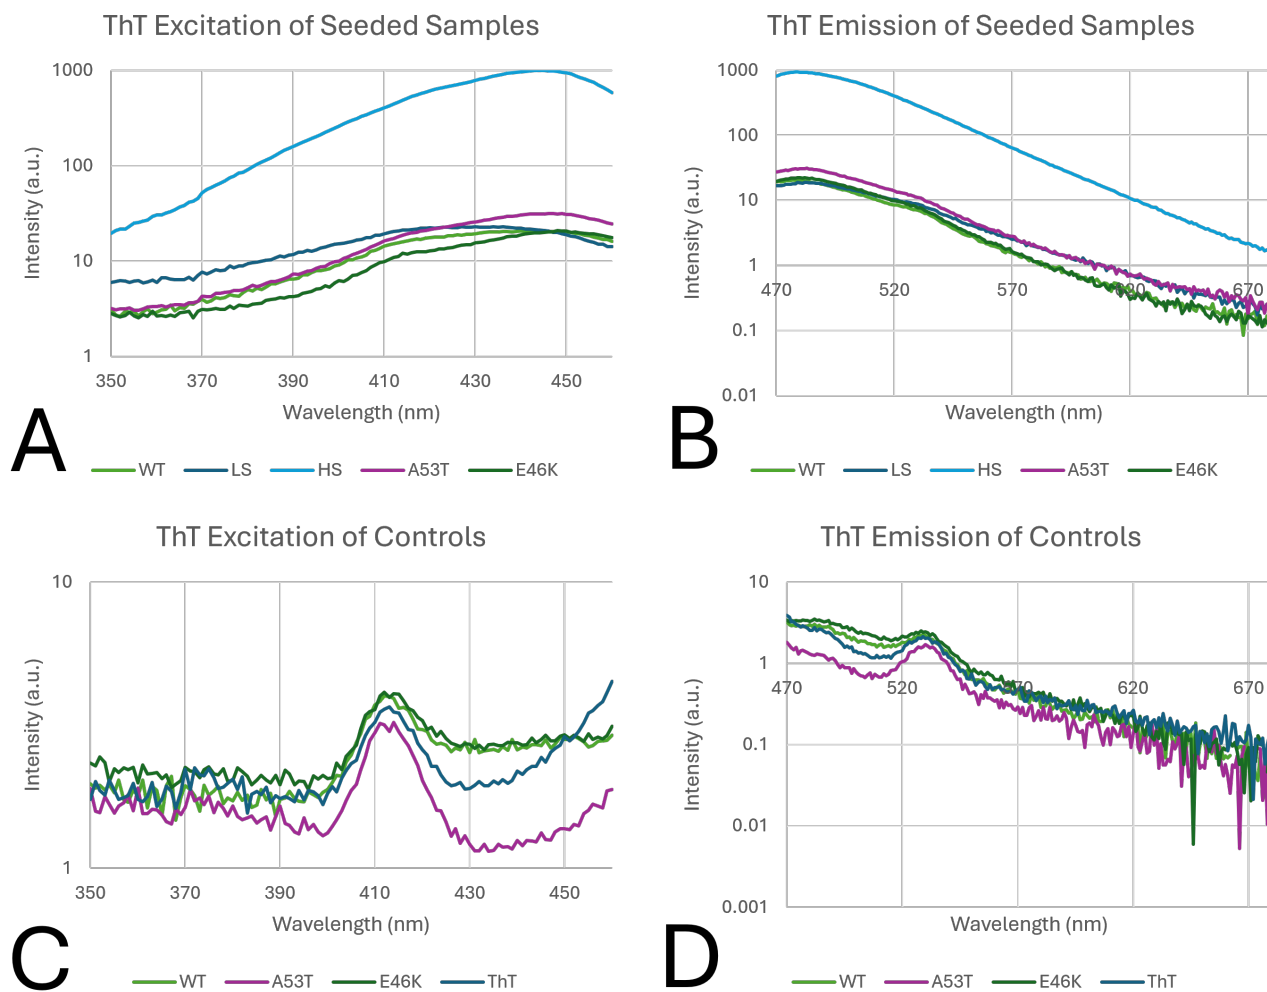 ThT Excitation of Seeded Samples
1000
100
10
1
Intensity (a.u.)
350 370 390 410 430 450
Wavelength (nm)
A
WT LS HS A53T E46K
ThT Emission of Seeded Samples
1000
100
10
1
0.1
0.01
Intensity (a.u.)
470 520 570 620 670
Wavelength (nm)
B
WT LS HS A53T E46K
ThT Excitation of Controls
10
1
Intensity (a.u.)
350 370 390 410 430 450
Wavelength (nm)
C
WT A53T E46K ThT
ThT Emission of Controls
10
1
0.1
0.01
0.001
Intensity (a.u.)
470 520 570 620 670
Wavelength (nm)
D
WT A53T E46K ThT